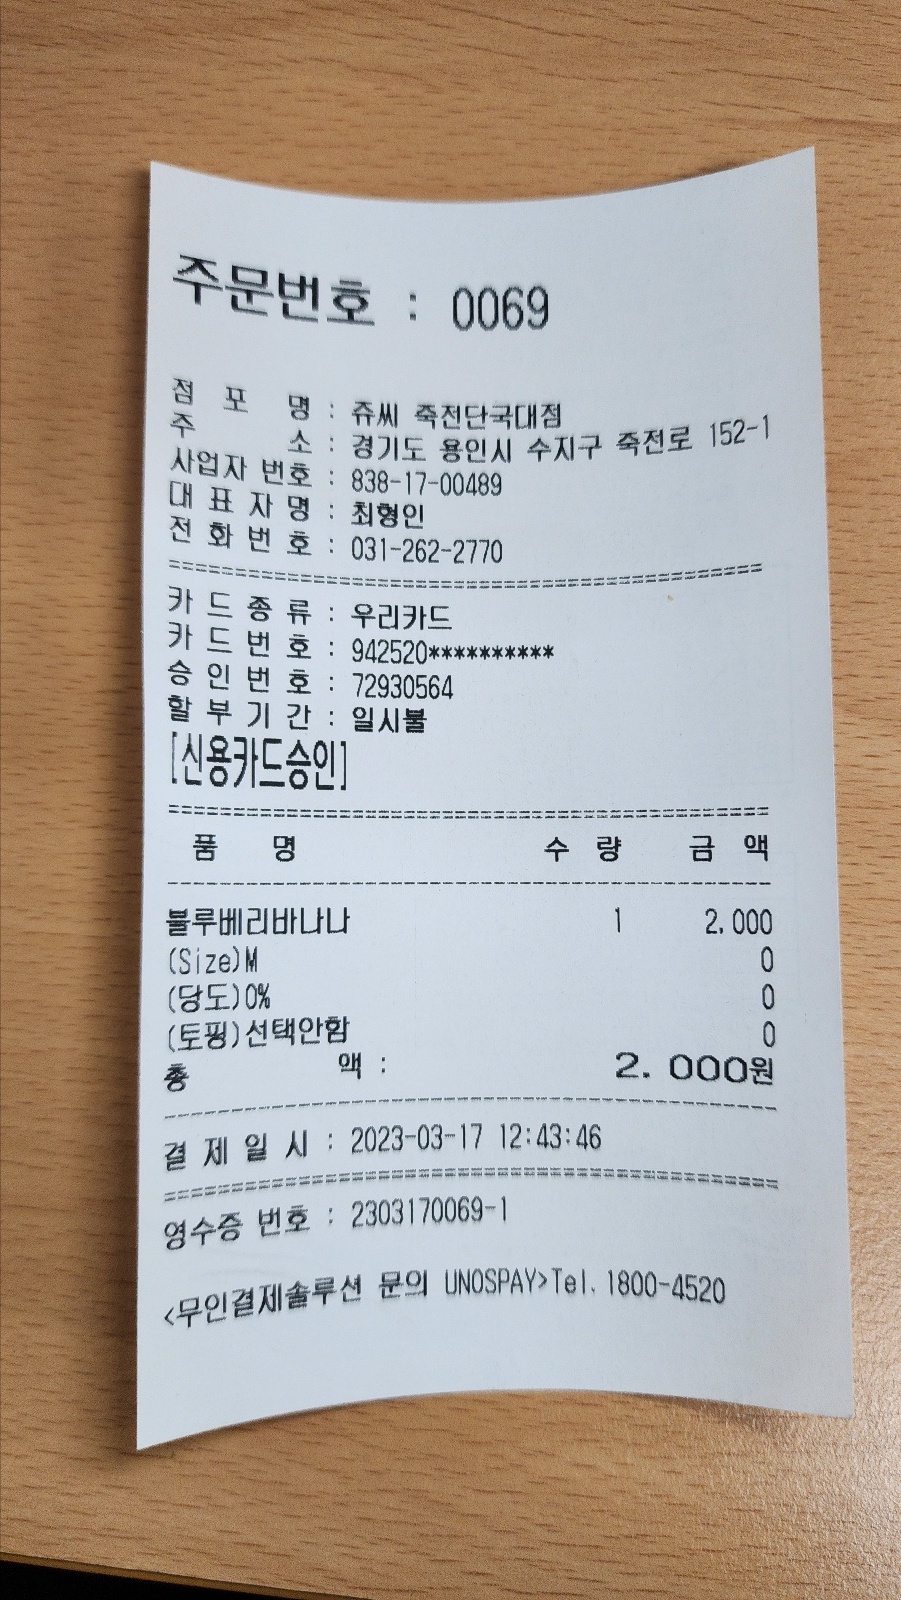 주문번호 : 0069
점 포 명 : 쥬씨 죽전단국대점
주 소 : 경기도 용인시 수지구 죽전로 152-1
사업자 번호 : 838-17-00489
대 표 자 명 : 최형인
전 화 번 호 : 031-262-2770
==============================================
카 드 종 류 : 우리카드
카 드 번 호 : 942520**********
승 인 번 호 : 72930564
할 부 기 간 : 일시불
[신용카드승인]
==============================================
품 명 수 량 금 액
----------------------------------------------
블루베리바나나 1 2,000
(Size)M 0
(당도)0% 0
(토핑)선택안함 0
총 액 : 2. 000원
----------------------------------------------
결 제 일 시 : 2023-03-17 12:43:46
==============================================
영수증 번호 : 2303170069-1
<무인결제솔루션 문의 UNOSPAY>Tel. 1800-4520